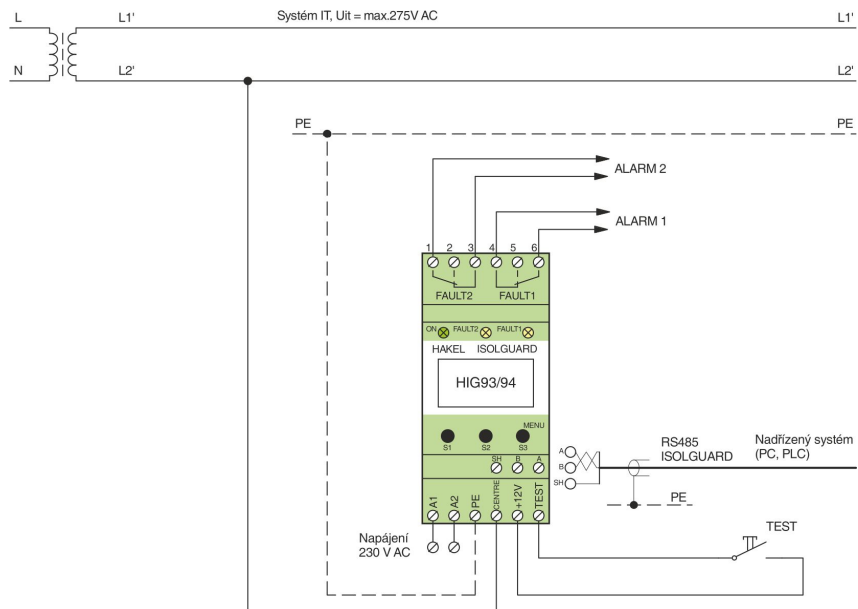 L
L1'
Systém IT, Uit = max.275V AC
L1'
N
L2'
L2'
PE
PE
ALARM 2
ALARM 1
1 2 3 4 5 6
FAULT2
FAULT1
ON
FAULT2
FAULT1
HAKEL ISOLGUARD
HIG93/94
MENU
S1 S2 S3
SH B A
A
B
SH
RS485
ISOLGUARD
Nadřízený systém
(PC, PLC)
PE
A1
A2
PE
CENTRE
+12V
TEST
TEST
Napájení
230 V AC